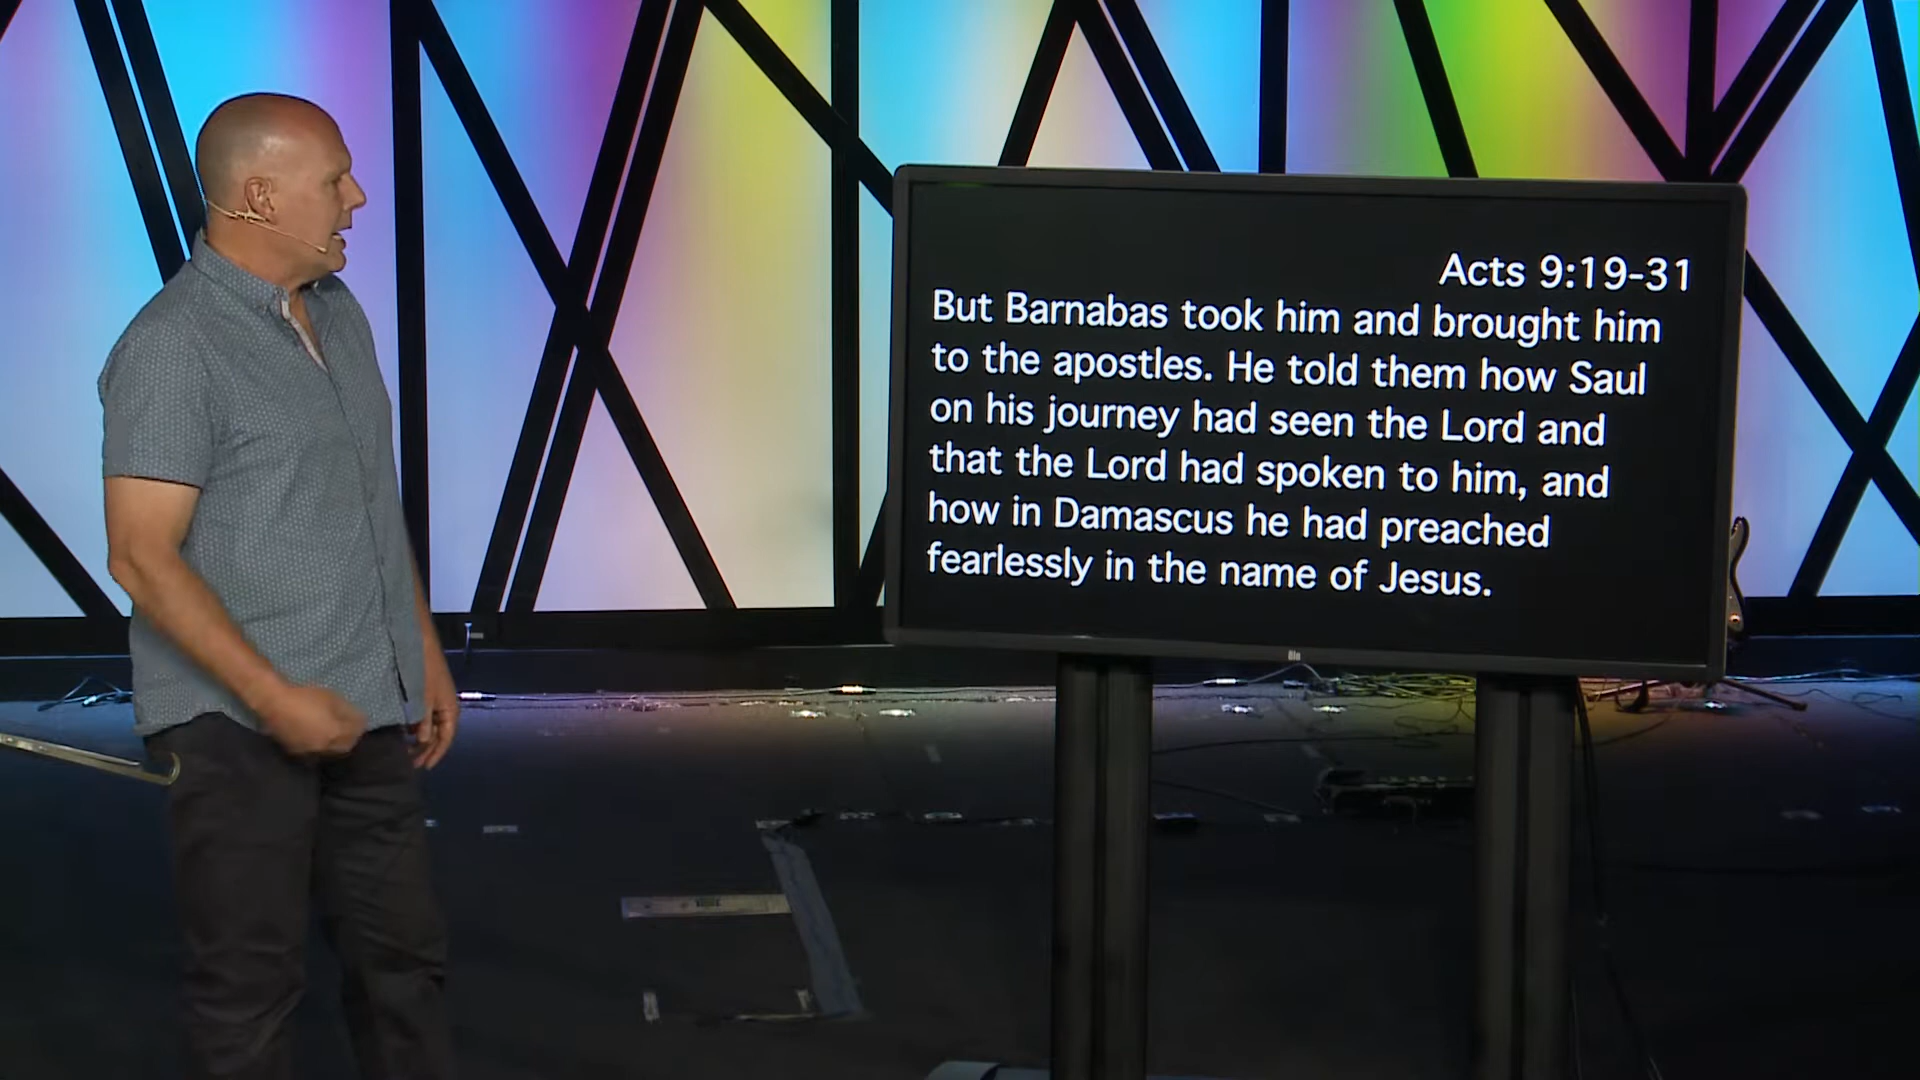 Acts 9:19-31
But Barnabas took him and brought him
to the apostles. He told them how Saul
on his journey had seen the Lord and
that the Lord had spoken to him, and
how in Damascus he had preached
fearlessly in the name of Jesus.